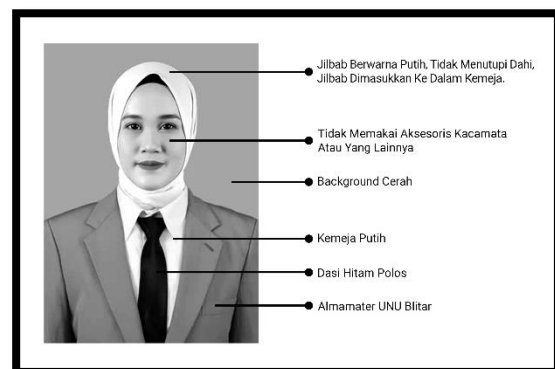 Jilbab Berwarna Putih, Tidak Menutupi Dahi,
Jilbab Dimasukkan Ke Dalam Kemeja.
Tidak Memakai Aksesoris Kacamata
Atau Yang Lainnya
Background Cerah
Kemeja Putih
Dasi Hitam Polos
Almamater UNU Blitar